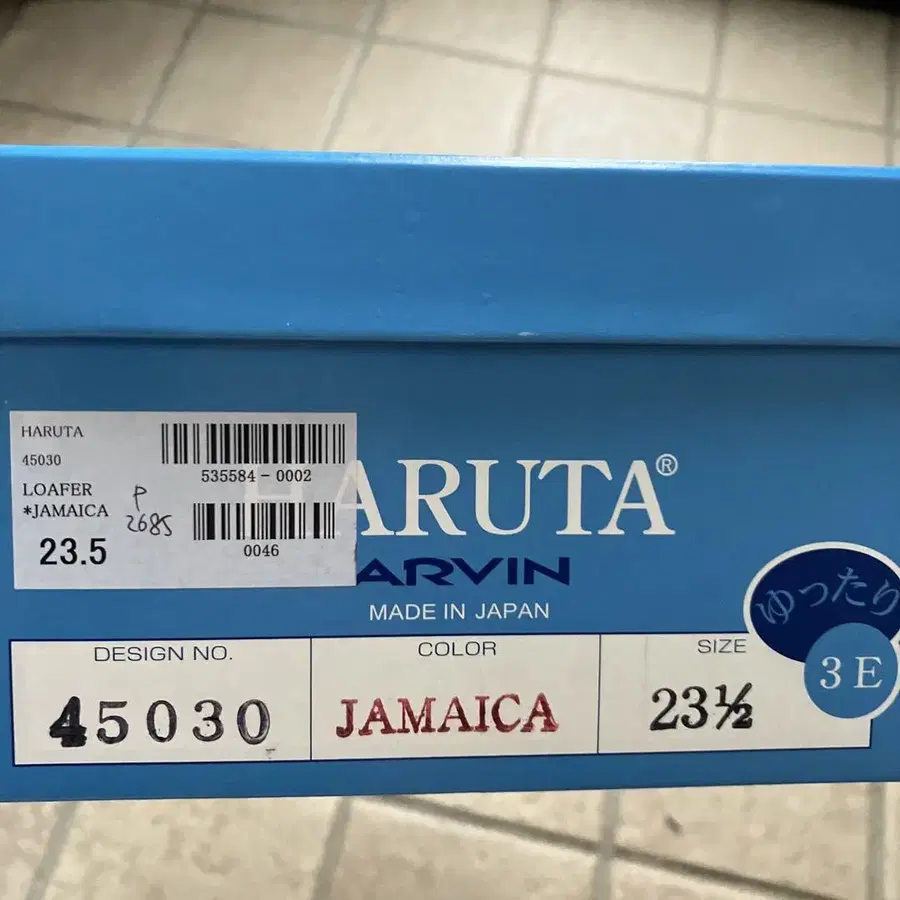 HARUTA
45030
LOAFER
*JAMAICA
23.5
P
2685
535584-0002
0046
HARUTA®
ARVIN
MADE IN JAPAN
ゆったり
3E
DESIGN NO.
45030
COLOR
JAMAICA
SIZE
23½